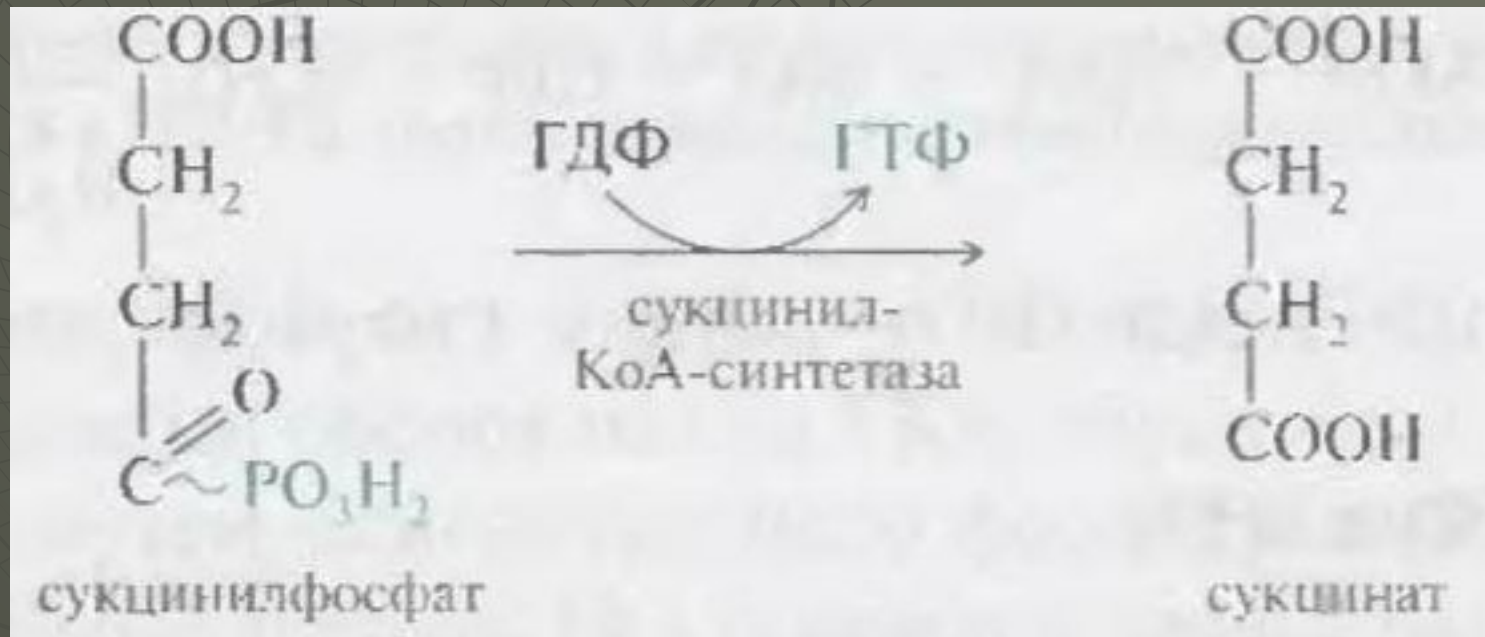 COOH
CH₂
CH₂
O
C ~ PO₃H₂
сукцинилфосфат
ГДФ ГТФ
сукцинил-
КоА-синтетаза
COOH
CH₂
CH₂
COOH
сукцинат